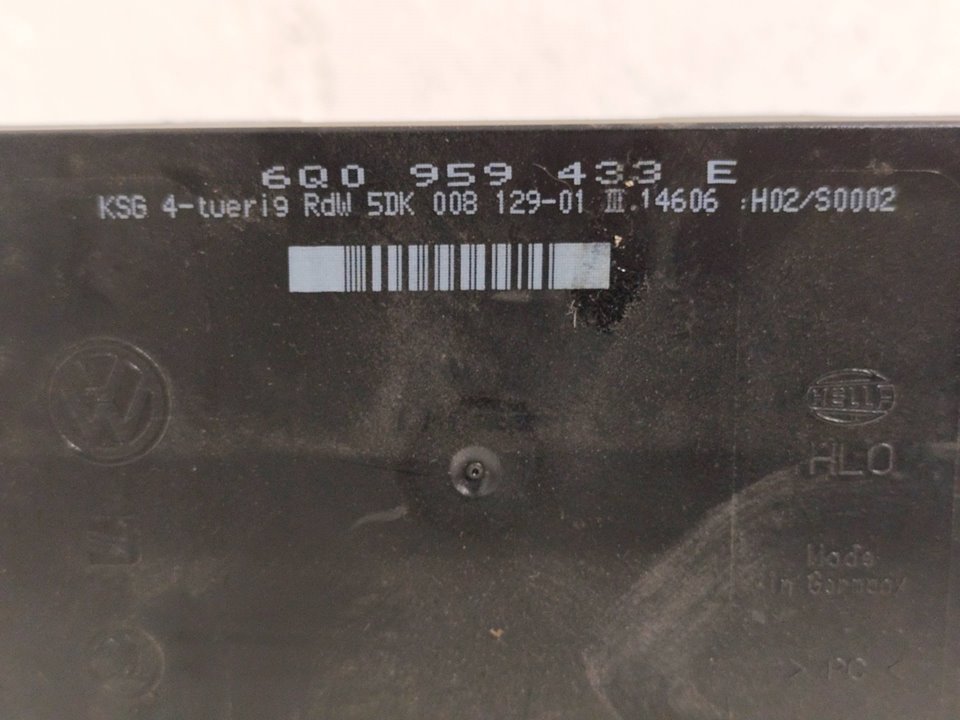 6Q0 959 433 E
KSG 4-tuerig RdW 5DK 008 129-01 III.14606 :H02/S0002
VW
HELLA
HLO
Made
in Germany
> PC <